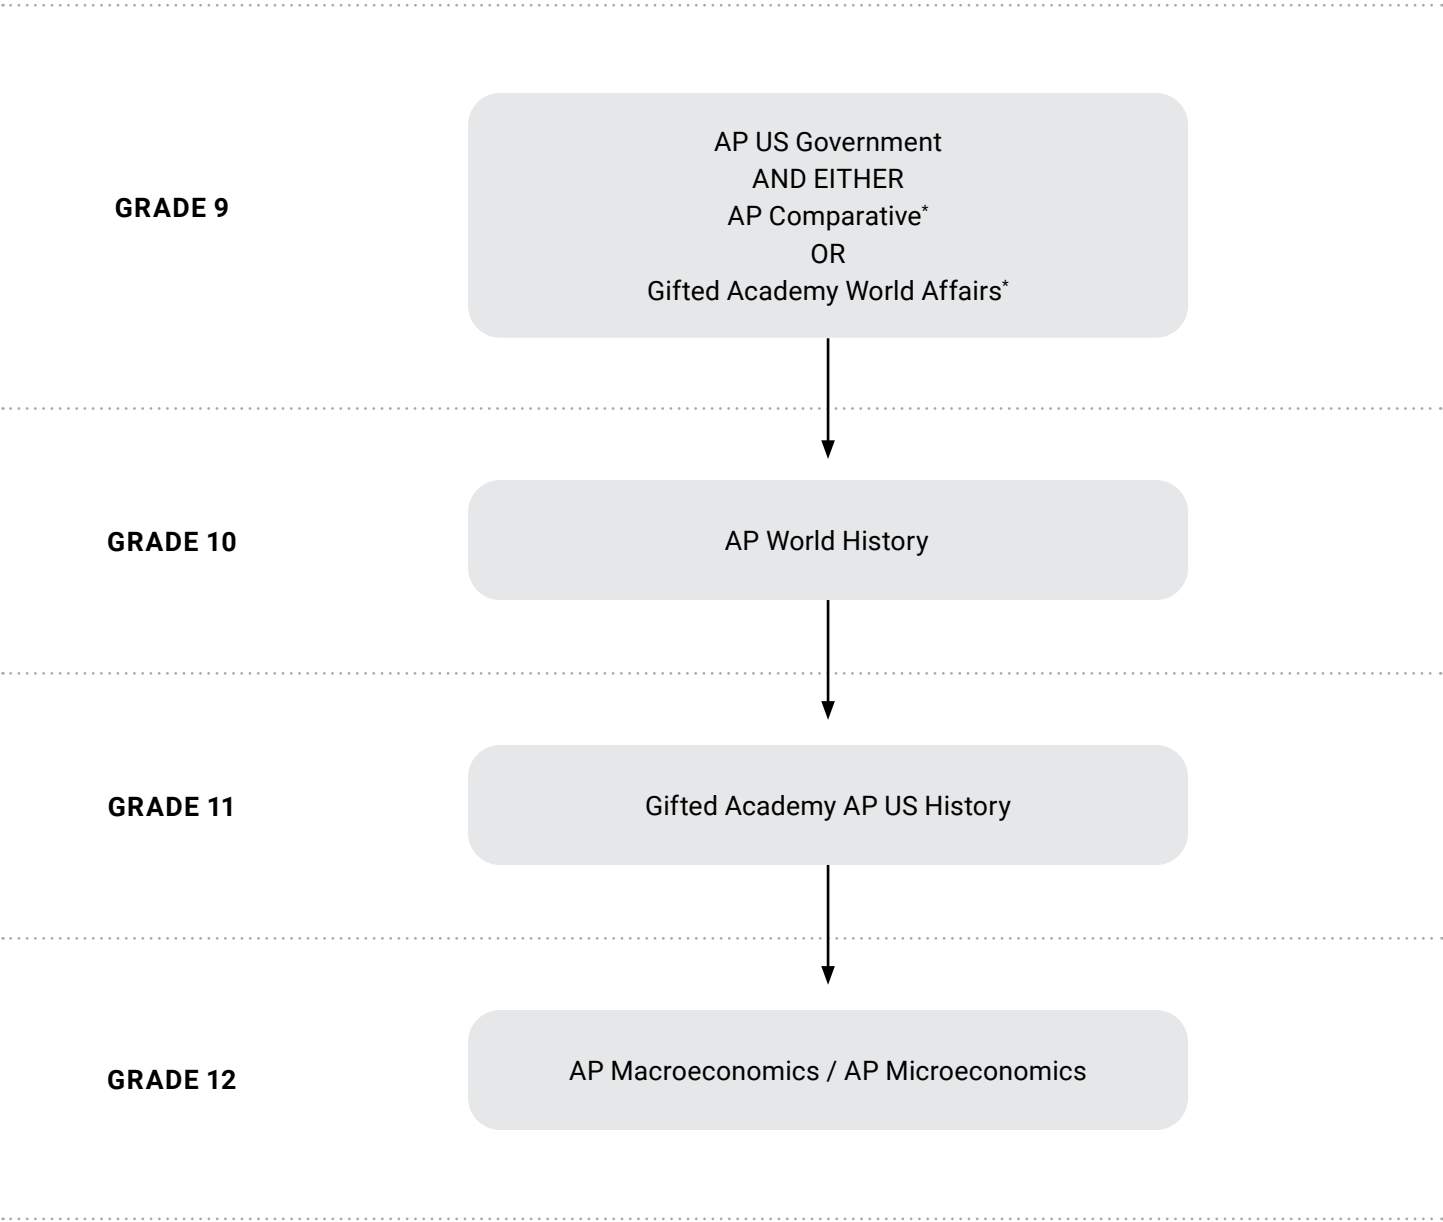 GRADE 9
AP US Government
AND EITHER
AP Comparative*
OR
Gifted Academy World Affairs*
GRADE 10
AP World History
GRADE 11
Gifted Academy AP US History
GRADE 12
AP Macroeconomics / AP Microeconomics